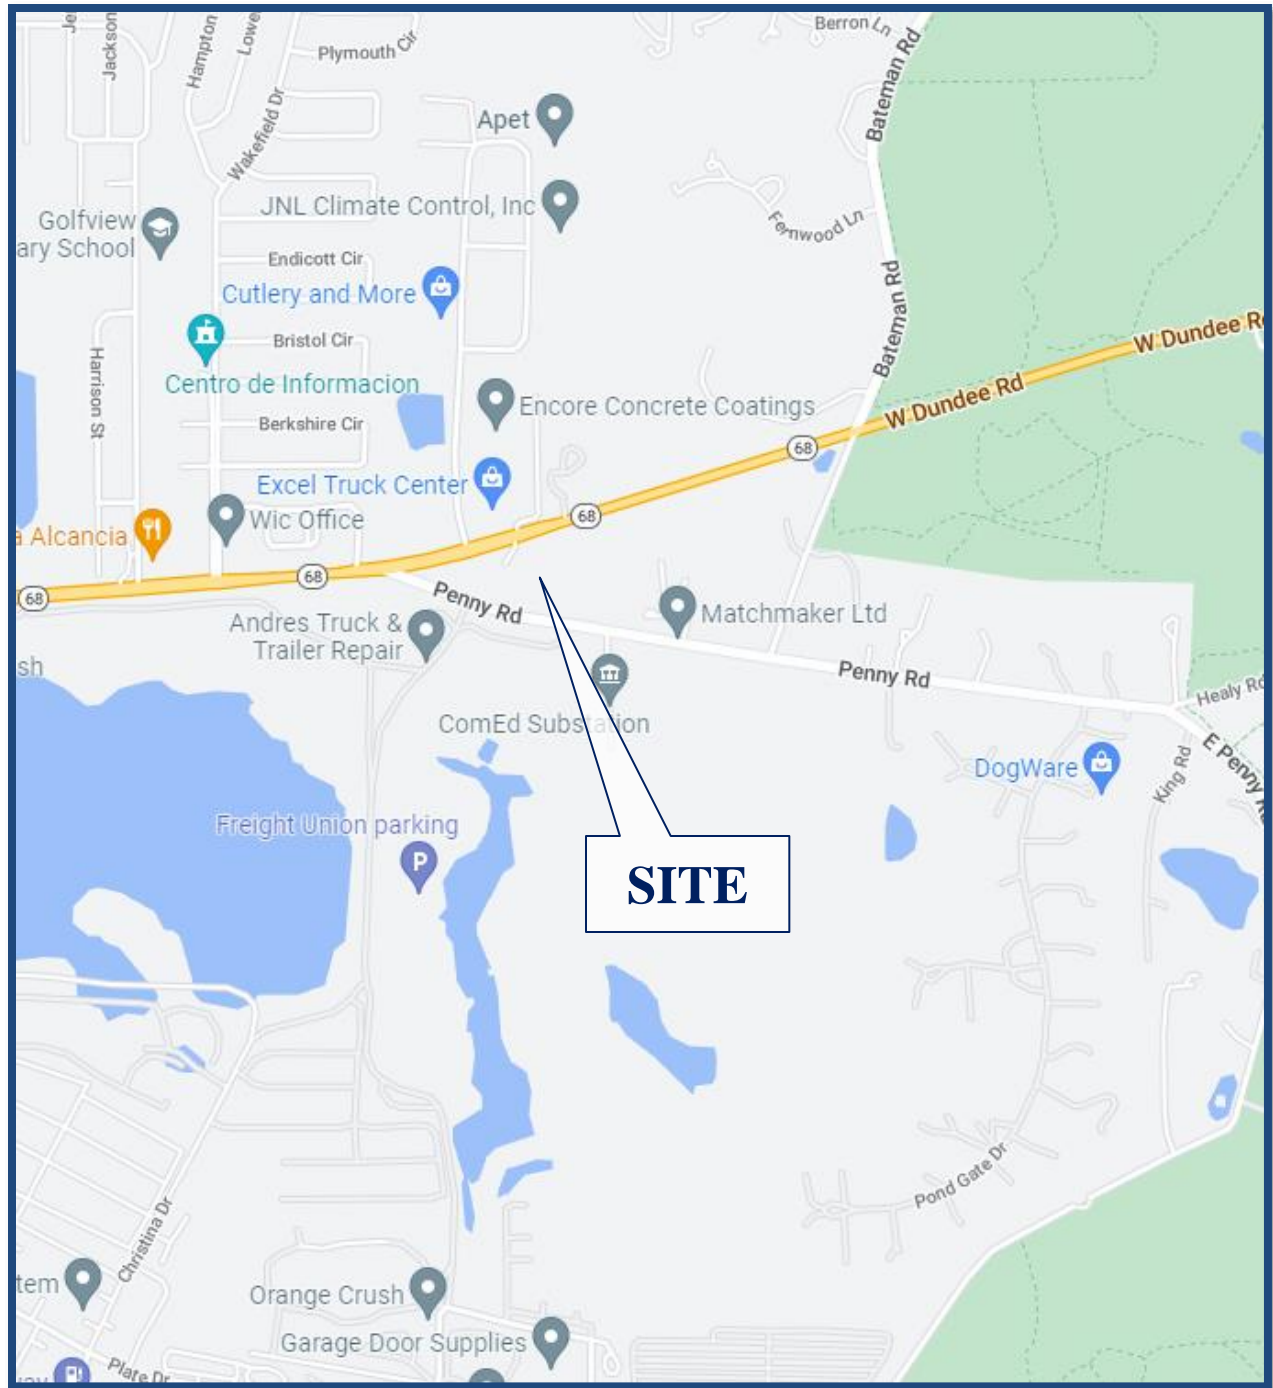 Jackson
Hampton
Lowe
Plymouth Cir
Berron Ln
Bateman Rd
Wakefield Dr
Apet
JNL Climate Control, Inc
Golfview
ary School
Fernwood Ln
Endicott Cir
Cutlery and More
Bateman Rd
Bristol Cir
W Dundee R
Harrison St
Centro de Informacion
W Dundee Rd
Encore Concrete Coatings
Berkshire Cir
68
Excel Truck Center
Wic Office
68
a Alcancia
68
68
Penny Rd
Matchmaker Ltd
Andres Truck &
Trailer Repair
sh
Penny Rd
Healy Rd
ComEd Substation
E Penny Rd
DogWare
King Rd
Freight Union parking
P
SITE
Pond Gate Dr
Christina Dr
tem
Orange Crush
Garage Door Supplies
Plate Dr
way